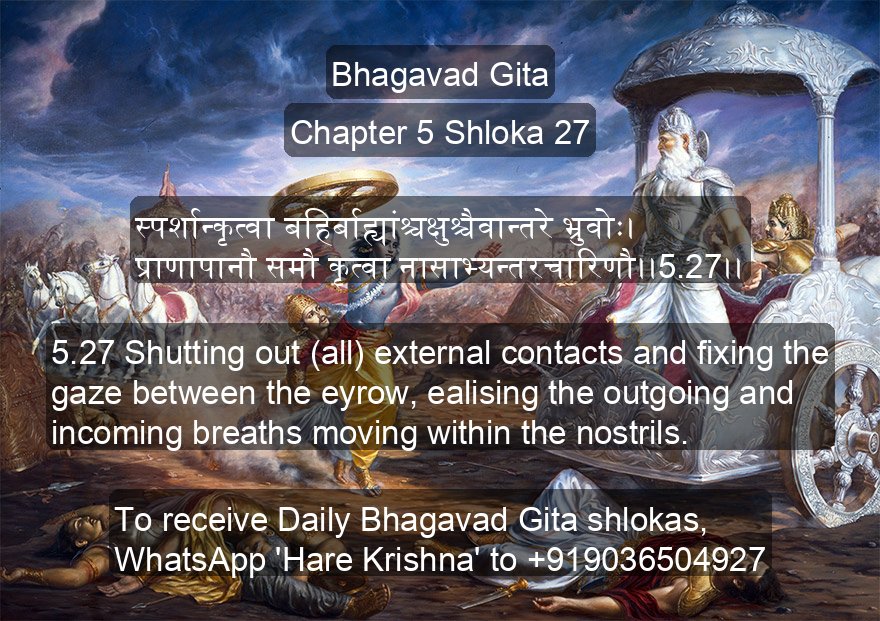 Bhagavad Gita
Chapter 5 Shloka 27
स्पर्शान्कृत्वा बहिर्बाह्यांश्चक्षुश्चैवान्तरे भ्रुवोः।
प्राणापानौ समौ कृत्वा नासाभ्यन्तरचारिणौ।।5.27।।
5.27 Shutting out (all) external contacts and fixing the
gaze between the eyrow, ealising the outgoing and
incoming breaths moving within the nostrils.
To receive Daily Bhagavad Gita shlokas,
WhatsApp 'Hare Krishna' to +919036504927